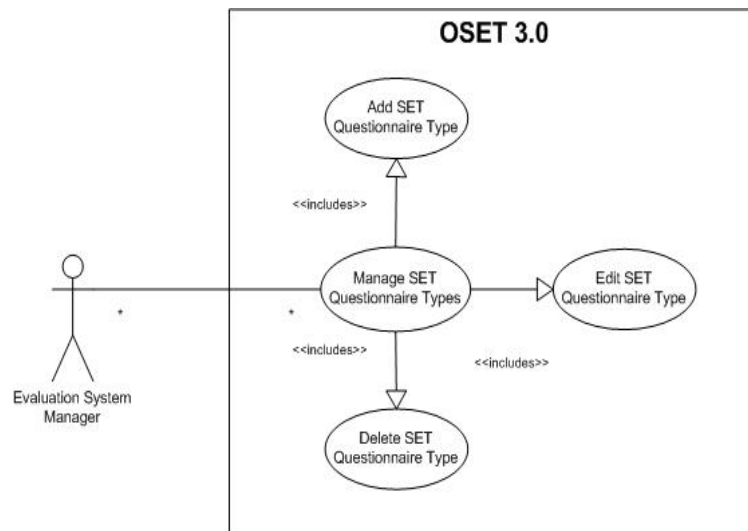 OSET 3.0
Add SET
Questionnaire Type
<<includes>>
Manage SET
Questionnaire Types
Edit SET
Questionnaire Type
*
*
<<includes>>
<<includes>>
Evaluation System
Manager
Delete SET
Questionnaire Type